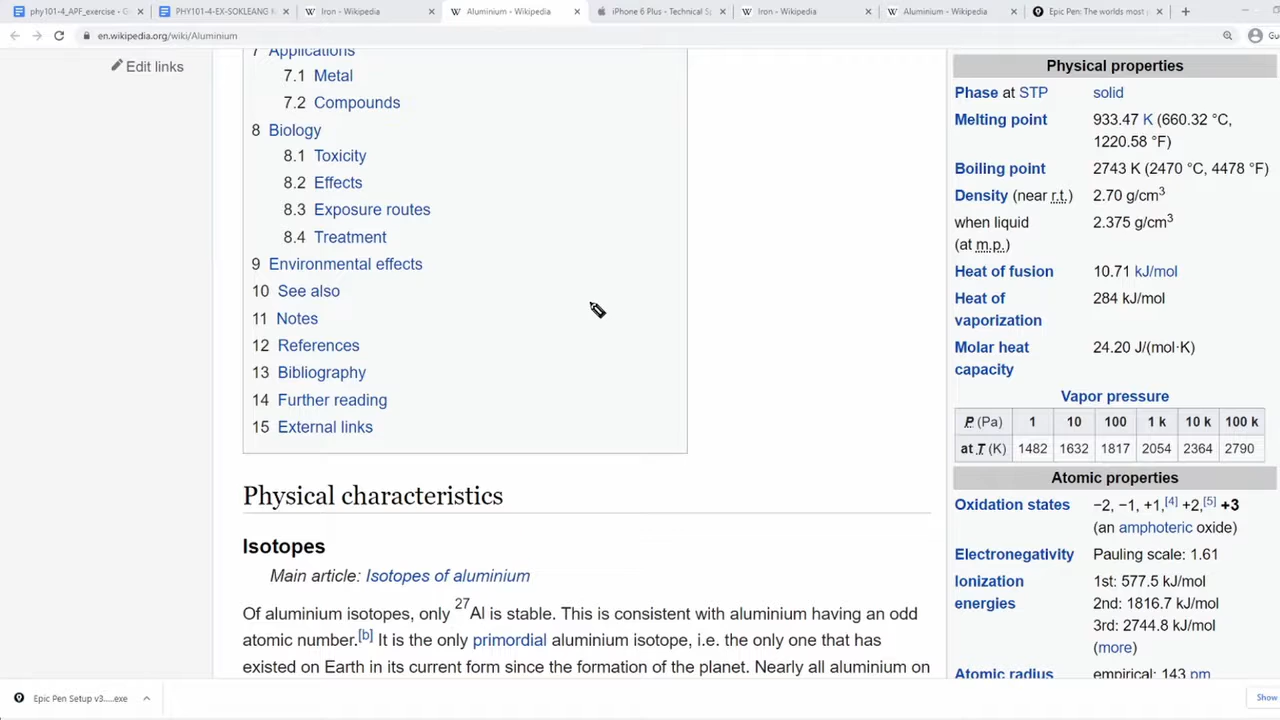 phy101-4_APF_exercise - G
PHY101-4-EX-SOKLEANG
Iron - Wikipedia
Aluminium - Wikipedia
iPhone 6 Plus - Technical Sp
Iron - Wikipedia
Aluminium - Wikipedia
Epic Pen: The worlds most
en.wikipedia.org/wiki/Aluminium
Gu
Edit links
7 Applications
7.1 Metal
7.2 Compounds
8 Biology
8.1 Toxicity
8.2 Effects
8.3 Exposure routes
8.4 Treatment
9 Environmental effects
10 See also
11 Notes
12 References
13 Bibliography
14 Further reading
15 External links
Physical characteristics
Isotopes
Main article: Isotopes of aluminium
Of aluminium isotopes, only ²⁷Al is stable. This is consistent with aluminium having an odd
atomic number.[b] It is the only primordial aluminium isotope, i.e. the only one that has
existed on Earth in its current form since the formation of the planet. Nearly all aluminium on
Physical properties
Phase at STP solid
Melting point 933.47 K (660.32 °C,
1220.58 °F)
Boiling point 2743 K (2470 °C, 4478 °F)
Density (near r.t.) 2.70 g/cm³
when liquid 2.375 g/cm³
(at m.p.)
Heat of fusion 10.71 kJ/mol
Heat of 284 kJ/mol
vaporization
Molar heat 24.20 J/(mol·K)
capacity
Vapor pressure
P (Pa) 1 10 100 1 k 10 k 100 k
at T (K) 1482 1632 1817 2054 2364 2790
Atomic properties
Oxidation states −2, −1, +1,[4] +2,[5] +3
(an amphoteric oxide)
Electronegativity Pauling scale: 1.61
Ionization 1st: 577.5 kJ/mol
energies 2nd: 1816.7 kJ/mol
3rd: 2744.8 kJ/mol
(more)
Atomic radius empirical: 143 pm
Epic Pen Setup v3....exe
Show